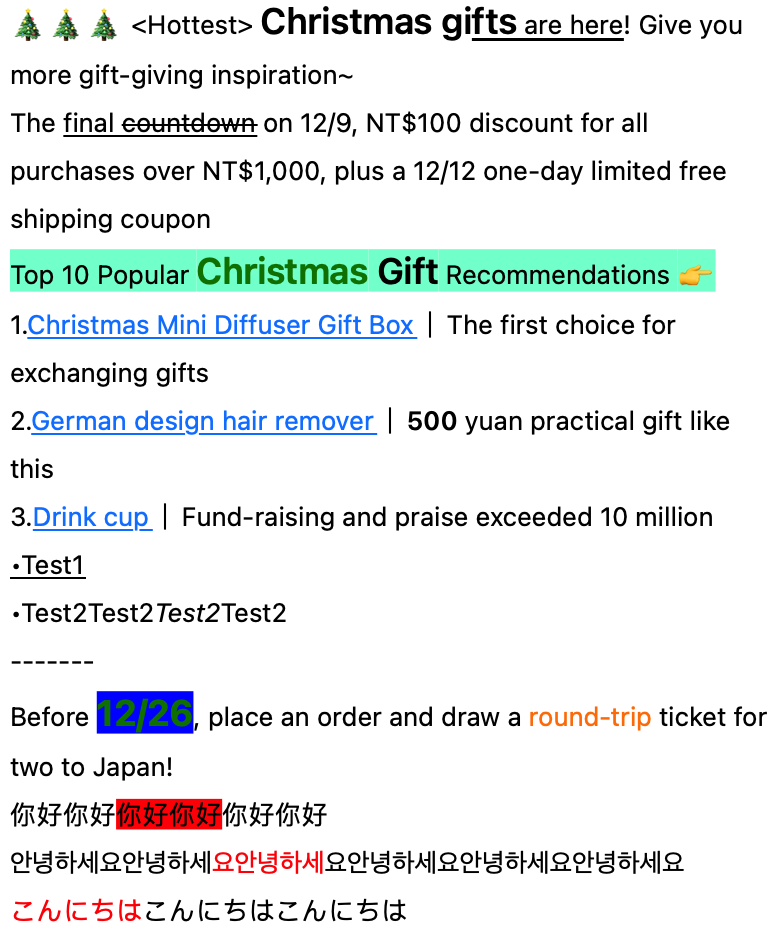 🎄🎄🎄 <Hottest> Christmas gifts are here! Give you
more gift-giving inspiration~
The final countdown on 12/9, NT$100 discount for all
purchases over NT$1,000, plus a 12/12 one-day limited free
shipping coupon
Top 10 Popular Christmas Gift Recommendations 👉
1.Christmas Mini Diffuser Gift Box｜The first choice for
exchanging gifts
2.German design hair remover｜500 yuan practical gift like
this
3.Drink cup｜Fund-raising and praise exceeded 10 million
•Test1
•Test2Test2Test2Test2
-------
Before 12/26, place an order and draw a round-trip ticket for
two to Japan!
你好你好你好你好你好你好
안녕하세요안녕하세요안녕하세요안녕하세요안녕하세요안녕하세요
こんにちはこんにちはこんにちは